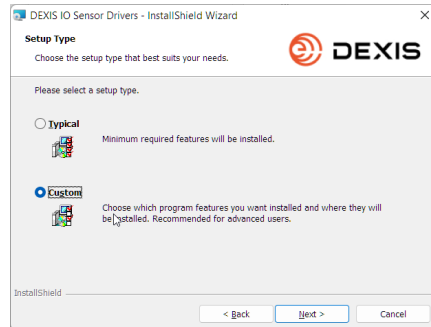 DEXIS IO Sensor Drivers - InstallShield Wizard
Setup Type
Choose the setup type that best suits your needs.
DEXIS
Please select a setup type.
Typical
Minimum required features will be installed.
Custom
Choose which program features you want installed and where they will
be installed. Recommended for advanced users.
InstallShield
< Back
Next >
Cancel